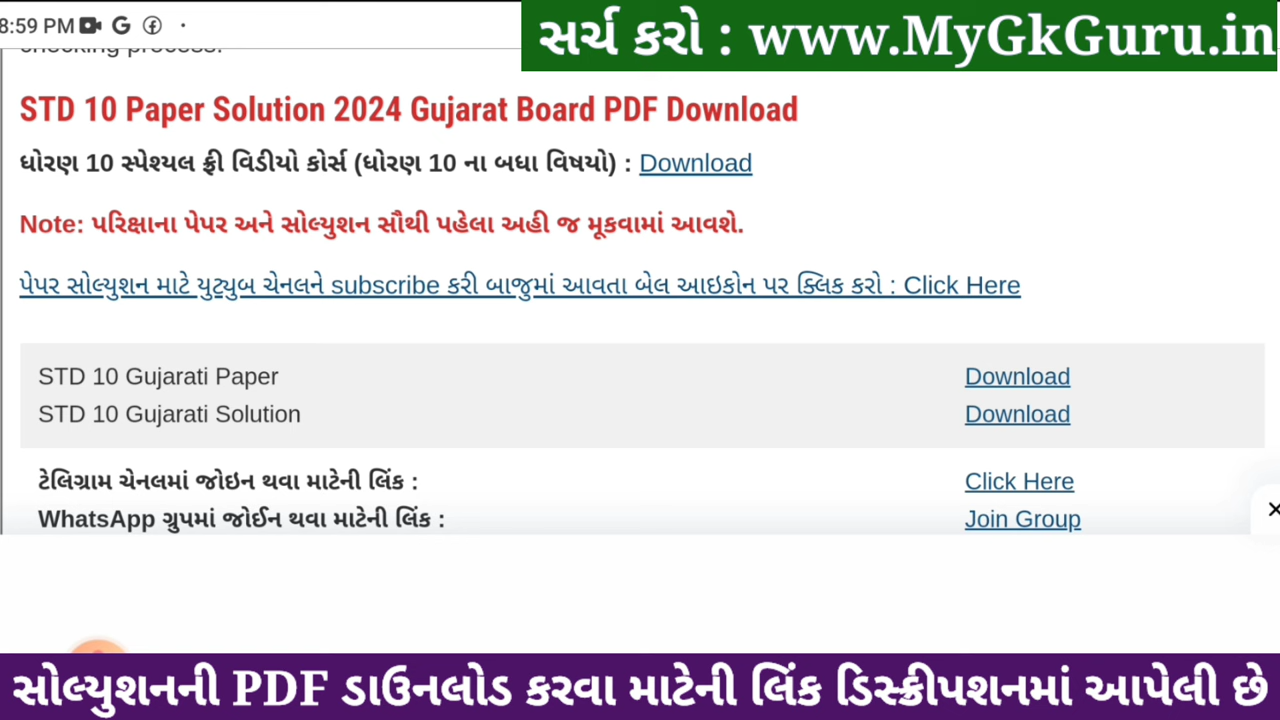 8:59 PM
સર્ચ કરો : www.MyGkGuru.in
checking process.
STD 10 Paper Solution 2024 Gujarat Board PDF Download
ધોરણ 10 સ્પેશ્યલ ફ્રી વિડીયો કોર્સ (ધોરણ 10 ના બધા વિષયો) : Download
Note: પરિક્ષાના પેપર અને સોલ્યુશન સૌથી પહેલા અહી જ મૂકવામાં આવશે.
પેપર સોલ્યુશન માટે યુટ્યુબ ચેનલને subscribe કરી બાજુમાં આવતા બેલ આઇકોન પર ક્લિક કરો : Click Here
STD 10 Gujarati Paper Download
STD 10 Gujarati Solution Download
ટેલિગ્રામ ચેનલમાં જોઇન થવા માટેની લિંક : Click Here
WhatsApp ગ્રુપમાં જોઈન થવા માટેની લિંક : Join Group
સોલ્યુશનની PDF ડાઉનલોડ કરવા માટેની લિંક ડિસ્ક્રીપશનમાં આપેલી છે